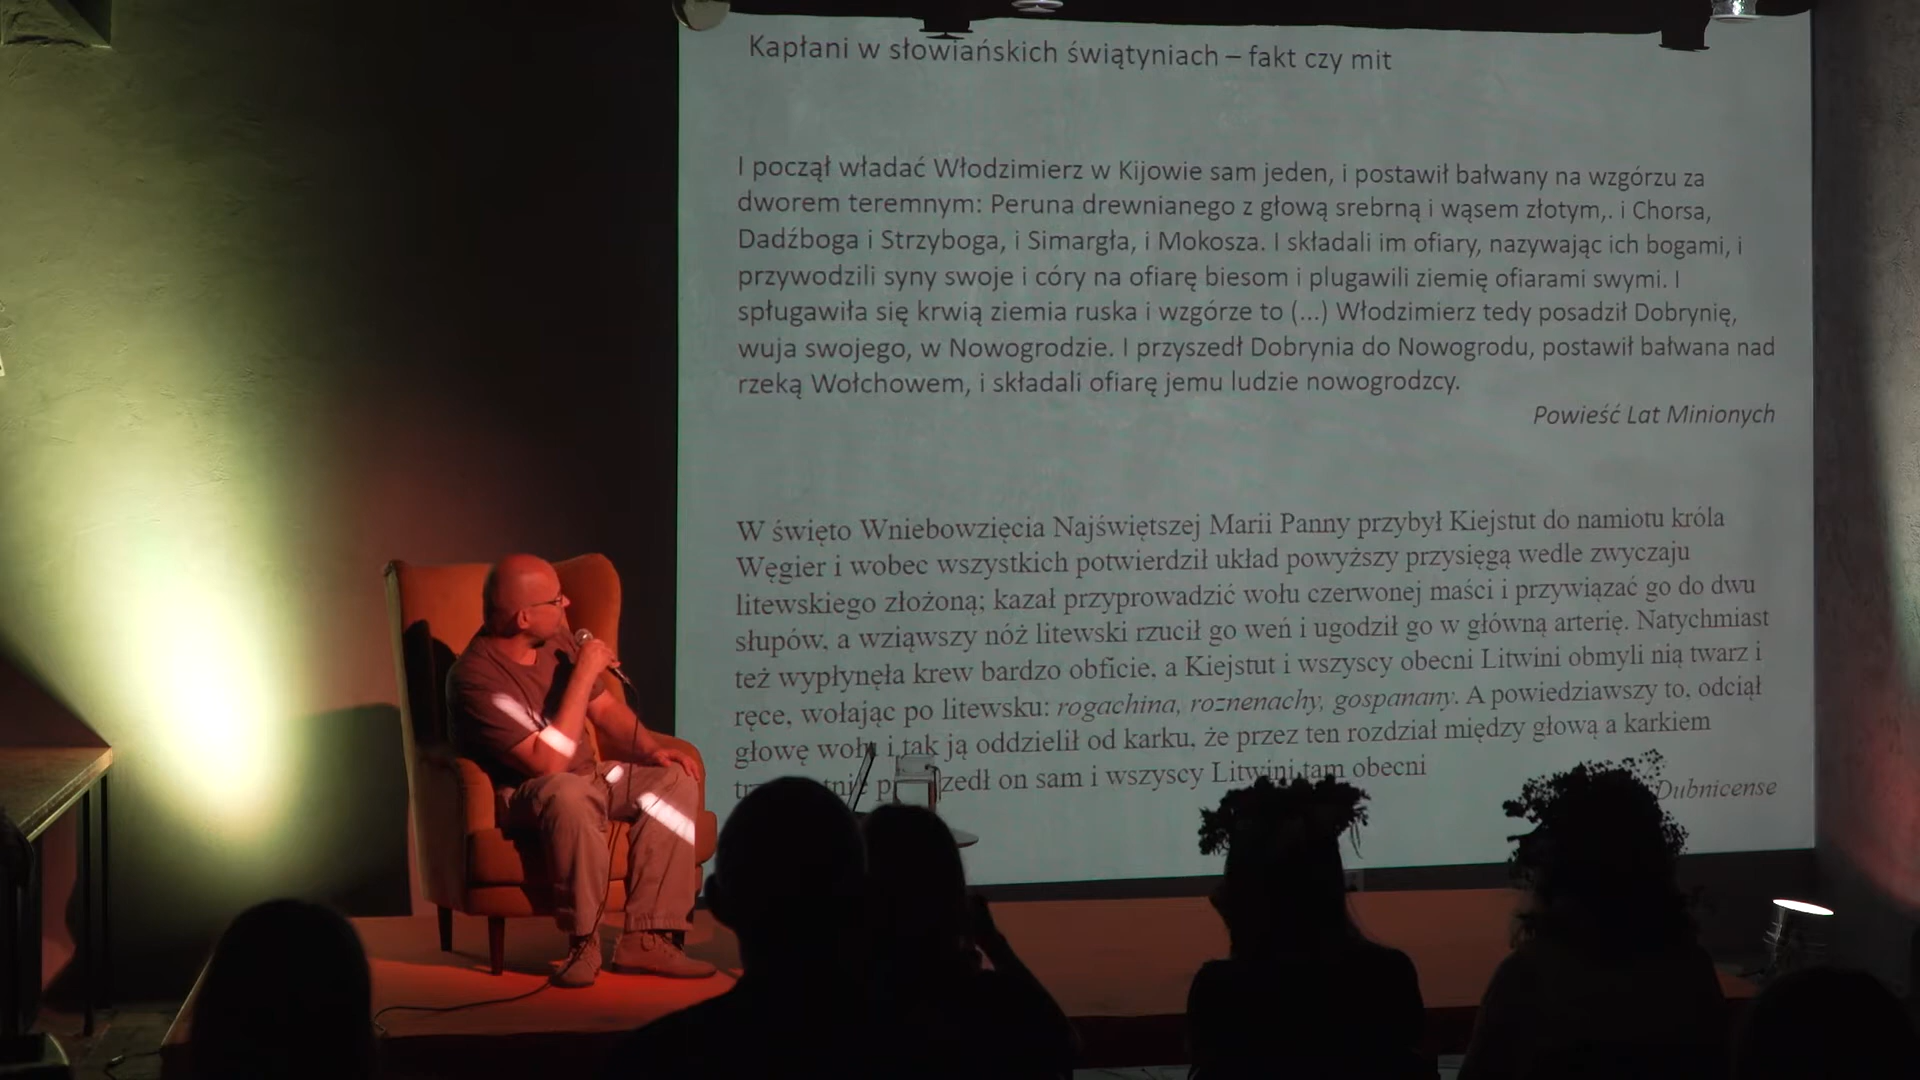 Kapłani w słowiańskich świątyniach – fakt czy mit
I począł władać Włodzimierz w Kijowie sam jeden, i postawił bałwany na wzgórzu za
dworem teremnym: Peruna drewnianego z głową srebrną i wąsem złotym,. i Chorsa,
Dadźboga i Strzyboga, i Simargła, i Mokosza. I składali im ofiary, nazywając ich bogami, i
przywodzili syny swoje i córy na ofiarę biesom i plugawili ziemię ofiarami swymi. I
splugawiła się krwią ziemia ruska i wzgórze to (...) Włodzimierz tedy posadził Dobrynię,
wuja swojego, w Nowogrodzie. I przyszedł Dobrynia do Nowogrodu, postawił bałwana nad
rzeką Wołchowem, i składali ofiarę jemu ludzie nowogrodzcy.
Powieść Lat Minionych
W święto Wniebowzięcia Najświętszej Marii Panny przybył Kiejstut do namiotu króla
Węgier i wobec wszystkich potwierdził układ powyższy przysięgą wedle zwyczaju
litewskiego złożoną; kazał przyprowadzić wołu czerwonej maści i przywiązać go do dwu
słupów, a wziąwszy nóż litewski rzucił go weń i ugodził go w główną arterię. Natychmiast
też wypłynęła krew bardzo obficie, a Kiejstut i wszyscy obecni Litwini obmyli nią twarz i
ręce, wołając po litewsku: rogachina, roznenachy, gospanany. A powiedziawszy to, odciął
głowę wołu i tak ją oddzielił od karku, że przez ten rozdział między głową a karkiem
zedł on sam i wszyscy Litwini tam obecni
Dubnicense